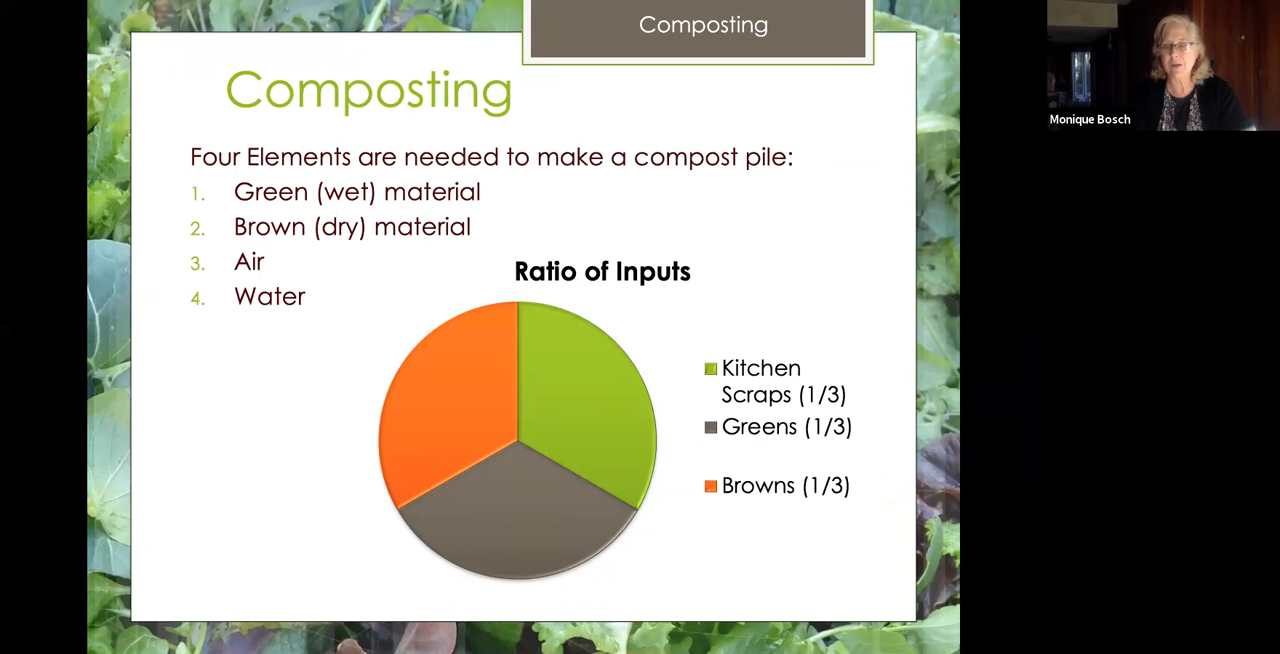 Composting
Composting
Four Elements are needed to make a compost pile:
1. Green (wet) material
2. Brown (dry) material
3. Air
4. Water
Ratio of Inputs
Kitchen
Scraps (1/3)
Greens (1/3)
Browns (1/3)
Monique Bosch